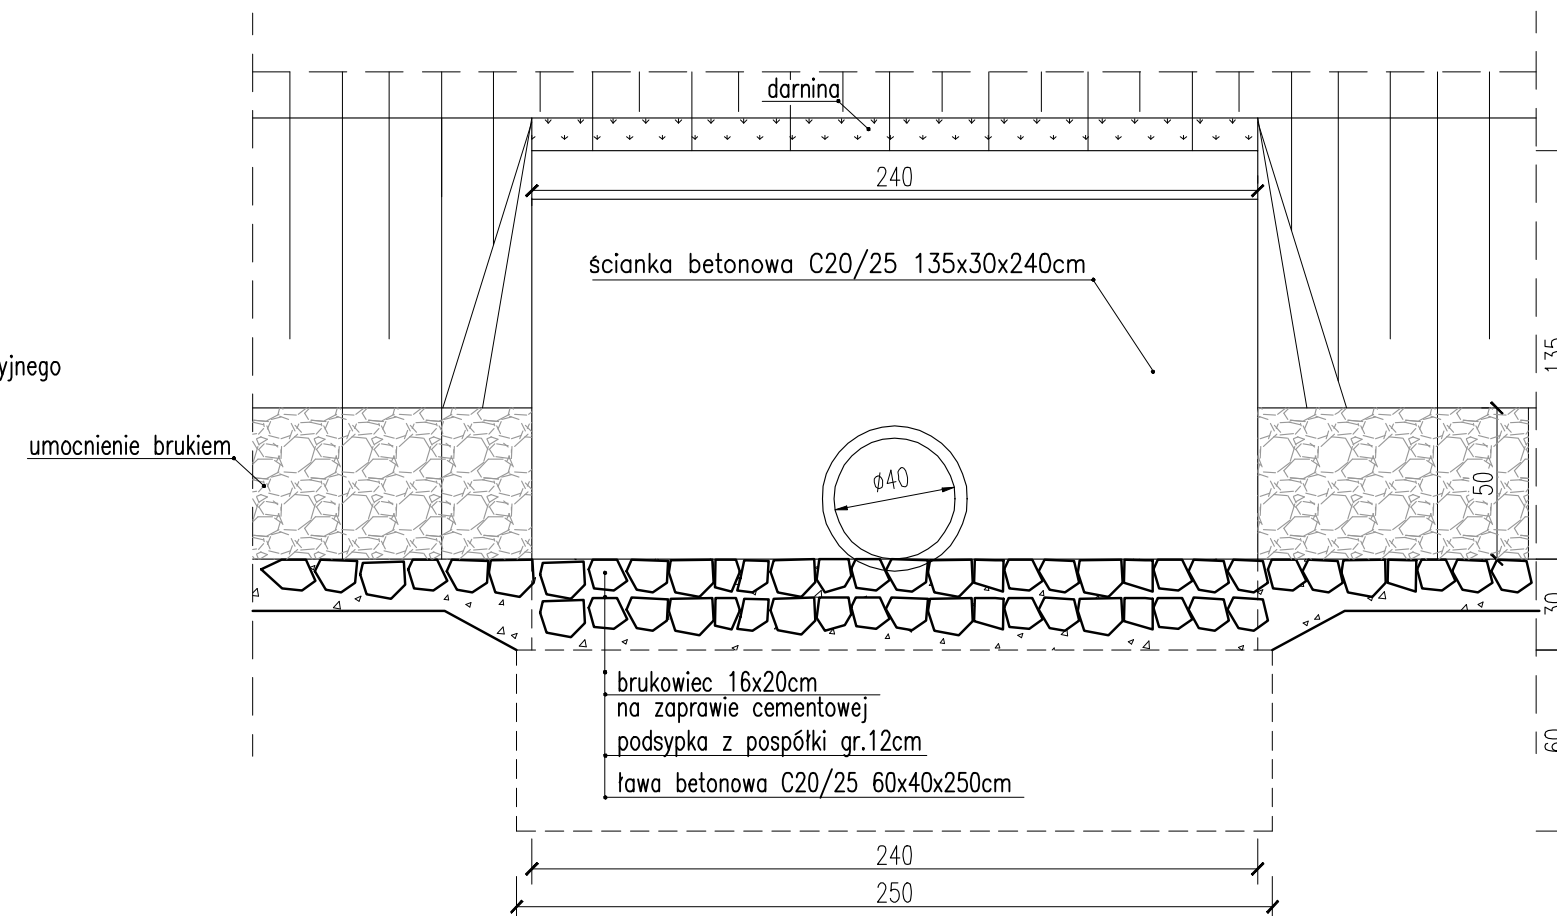 darnina
240
ścianka betonowa C20/25 135x30x240cm
135
yjnego
umocnienie brukiem
ø40
50
30
brukowiec 16x20cm
na zaprawie cementowej
podsypka z pospółki gr.12cm
ława betonowa C20/25 60x40x250cm
60
240
250